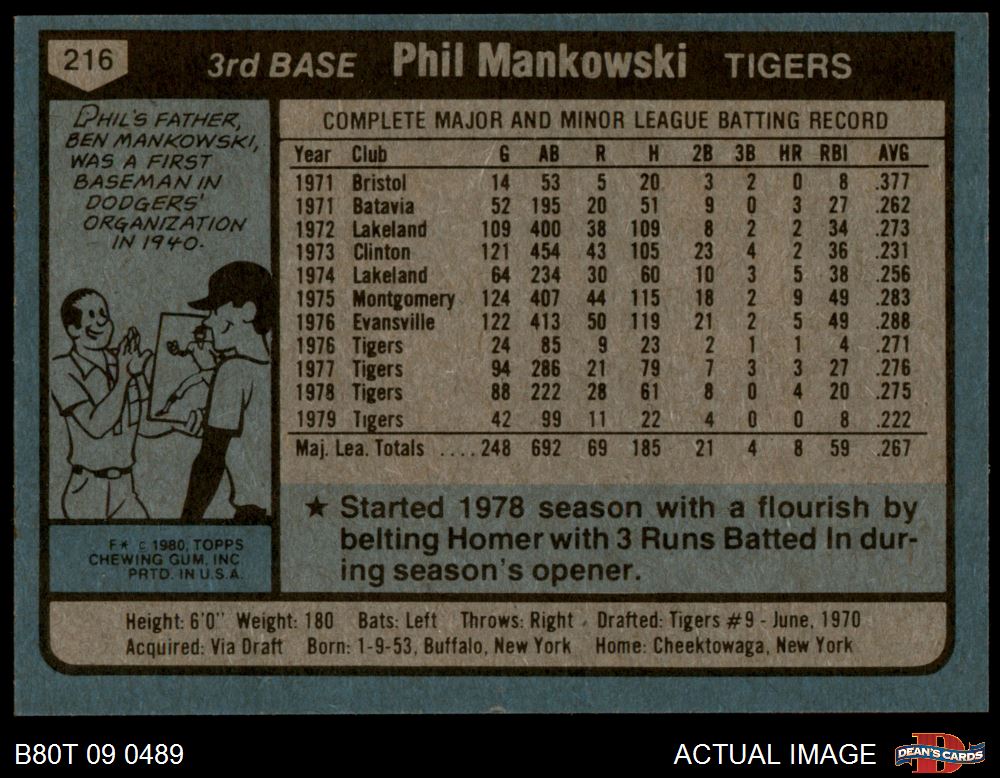 216
3rd BASE Phil Mankowski TIGERS
PHIL'S FATHER,
BEN MANKOWSKI,
WAS A FIRST
BASEMAN IN
DODGERS'
ORGANIZATION
IN 1940.
COMPLETE MAJOR AND MINOR LEAGUE BATTING RECORD
Year Club G AB R H 2B 3B HR RBI AVG
1971 Bristol 14 53 5 20 3 2 0 8 .377
1971 Batavia 52 195 20 51 9 0 3 27 .262
1972 Lakeland 109 400 38 109 8 2 2 34 .273
1973 Clinton 121 454 43 105 23 4 2 36 .231
1974 Lakeland 64 234 30 60 10 3 5 38 .256
1975 Montgomery 124 407 44 115 18 2 9 49 .283
1976 Evansville 122 413 50 119 21 2 5 49 .288
1976 Tigers 24 85 9 23 2 1 1 4 .271
1977 Tigers 94 286 21 79 7 3 3 27 .276
1978 Tigers 88 222 28 61 8 0 4 20 .275
1979 Tigers 42 99 11 22 4 0 0 8 .222
Maj. Lea. Totals ....248 692 69 185 21 4 8 59 .267
★ Started 1978 season with a flourish by
belting Homer with 3 Runs Batted In dur-
ing season's opener.
F* © 1980, TOPPS
CHEWING GUM, INC
PRTD. IN U.S.A.
Height: 6'0" Weight: 180 Bats: Left Throws: Right Drafted: Tigers #9 - June, 1970
Acquired: Via Draft Born: 1-9-53, Buffalo, New York Home: Cheektowaga, New York
B80T 09 0489
ACTUAL IMAGE
DEAN'S CARDS